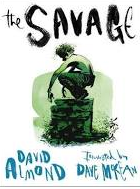 the SAVAGE
DAVID
ALMOND
Illustrated by
DAVE McKEAN